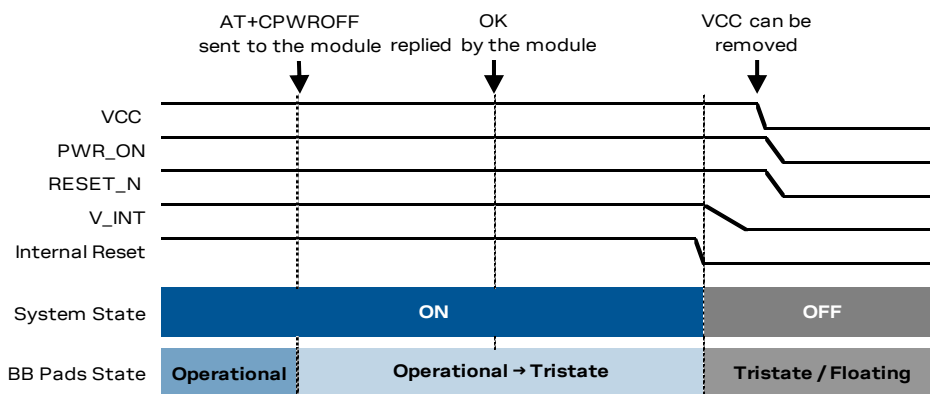 AT+CPWROFF
sent to the module
OK
replied by the module
VCC can be
removed
VCC
PWR_ON
RESET_N
V_INT
Internal Reset
System State
ON
OFF
BB Pads State
Operational
Operational → Tristate
Tristate / Floating